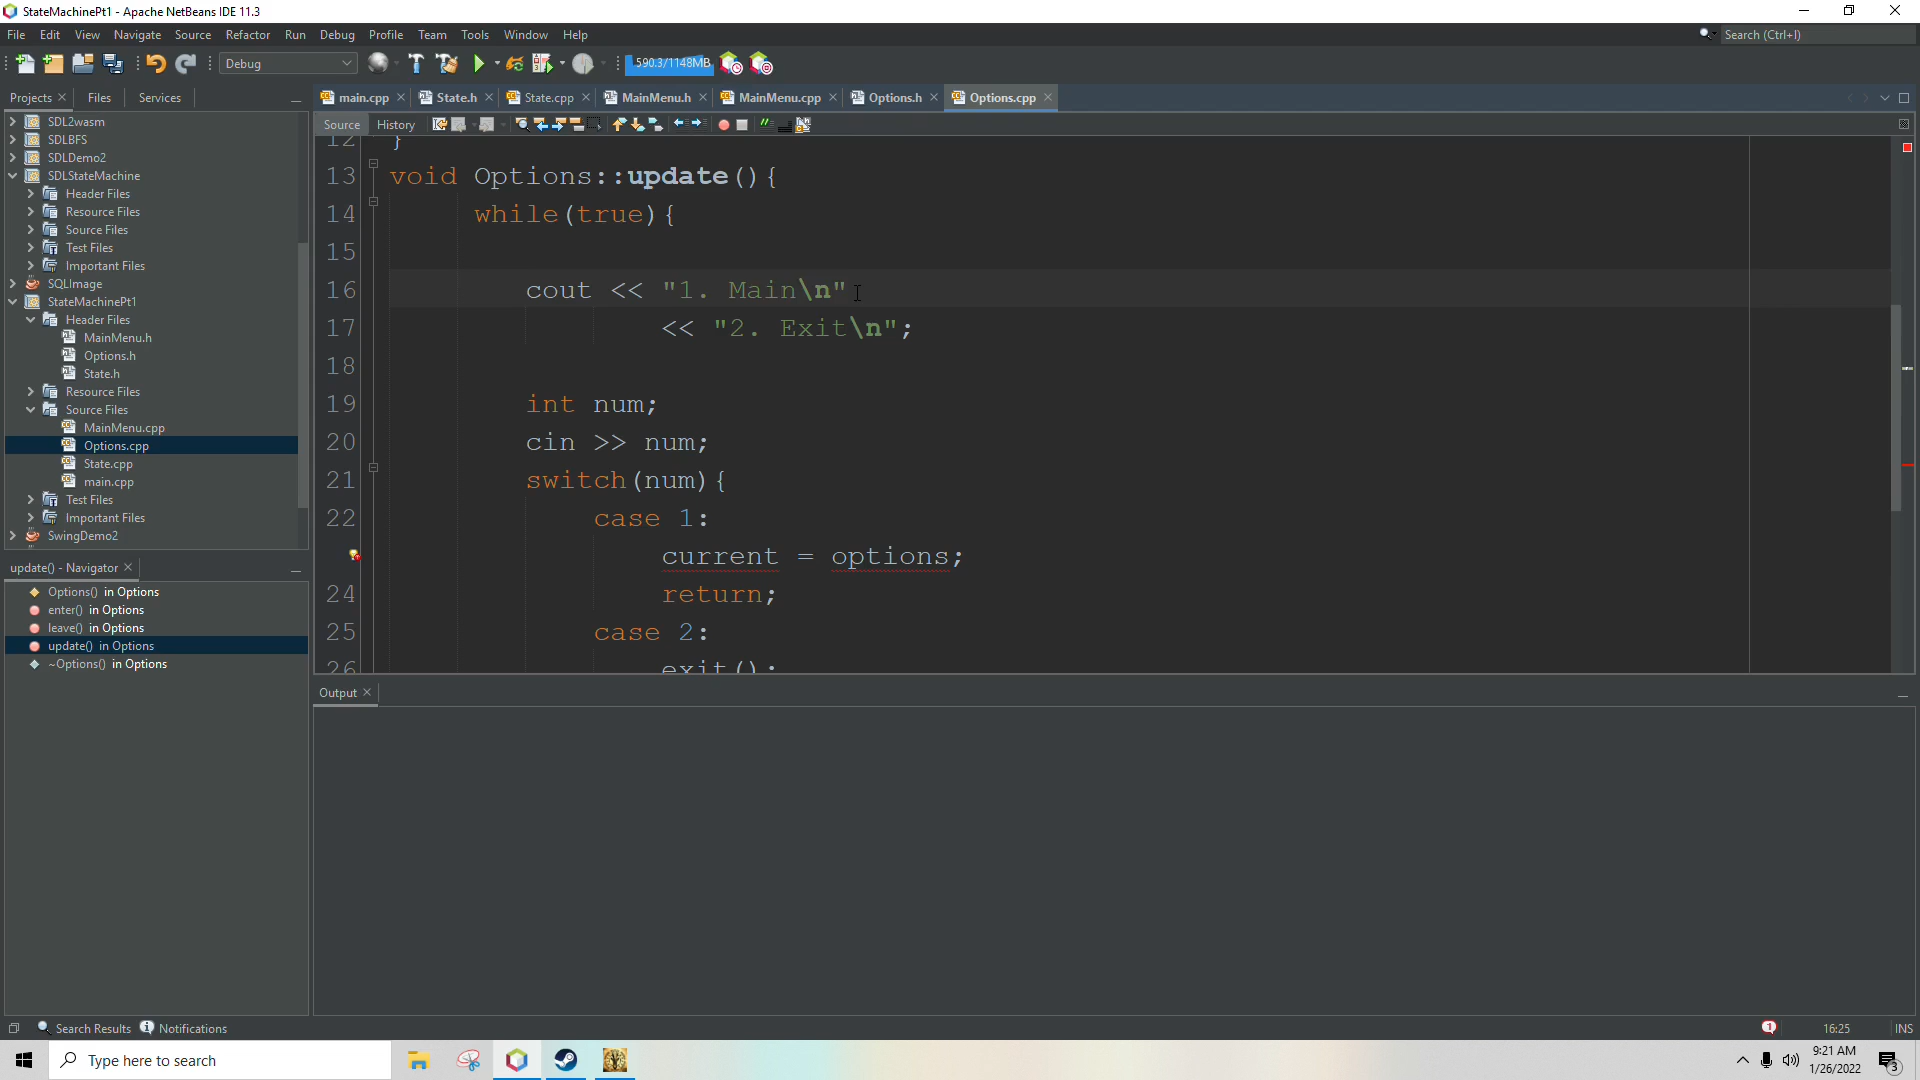 StateMachinePt1 - Apache NetBeans IDE 11.3
File Edit View Navigate Source Refactor Run Debug Profile Team Tools Window Help
Search (Ctrl+I)
Debug
590.3/1148MB
Projects Files Services
main.cpp State.h State.cpp MainMenu.h MainMenu.cpp Options.h Options.cpp
Source History
SDL2wasm
SDLBFS
SDLDemo2
SDLStateMachine
Header Files
Resource Files
Source Files
Test Files
Important Files
SQLImage
StateMachinePt1
Header Files
MainMenu.h
Options.h
State.h
Resource Files
Source Files
MainMenu.cpp
Options.cpp
State.cpp
main.cpp
Test Files
Important Files
SwingDemo2
12 }
13 void Options::update(){
14 while(true){
15
16 cout << "1. Main\n"
17 << "2. Exit\n";
18
19 int num;
20 cin >> num;
21 switch(num){
22 case 1:
current = options;
24 return;
25 case 2:
26 exit();
update() - Navigator
Options() in Options
enter() in Options
leave() in Options
update() in Options
~Options() in Options
Output
Search Results Notifications
1
16:25
INS
Type here to search
9:21 AM
1/26/2022
3